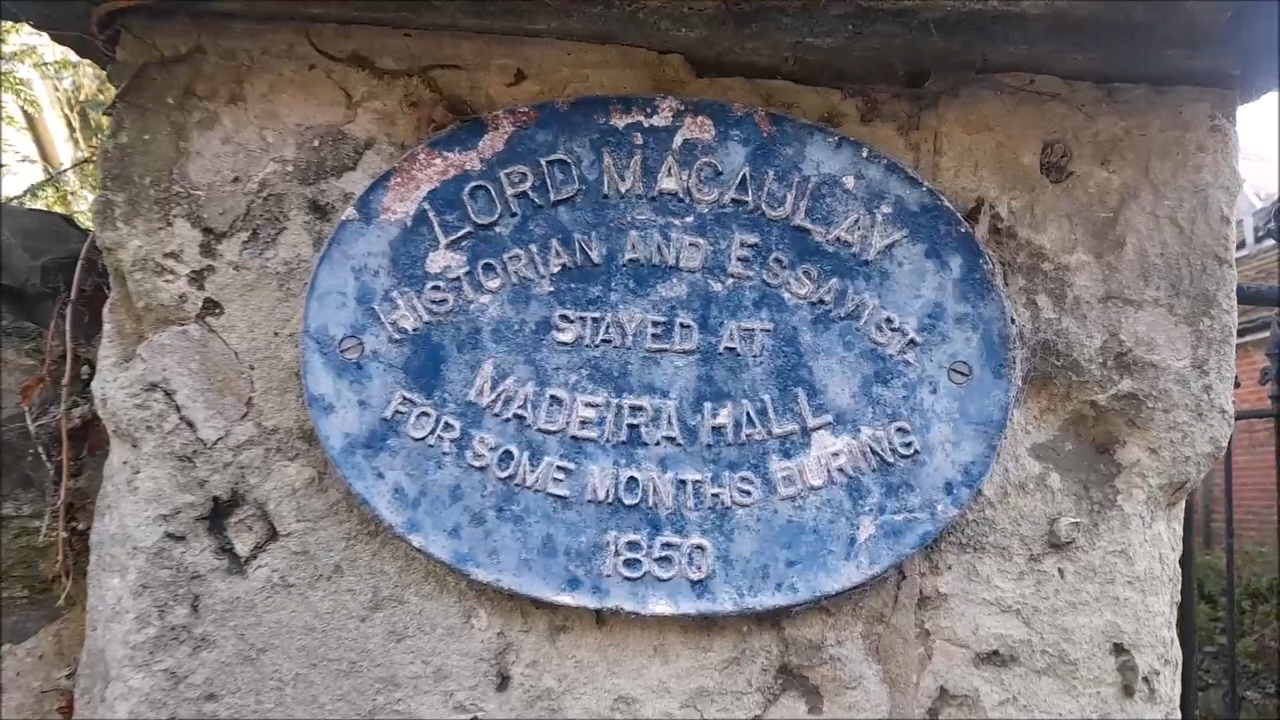 LORD MACAULAY
HISTORIAN AND ESSAYIST.
STAYED AT
MADEIRA HALL
FOR SOME MONTHS DURING
1850